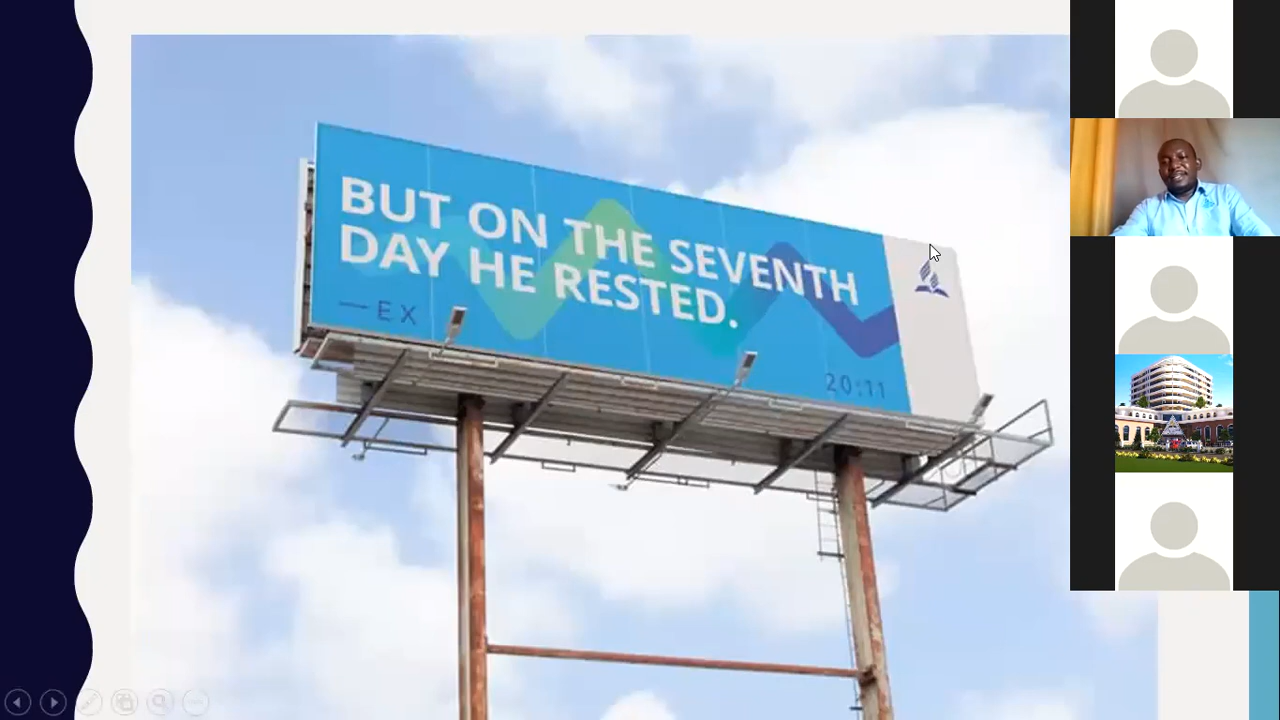 BUT ON THE SEVENTH
DAY HE RESTED.
—EX 20:11